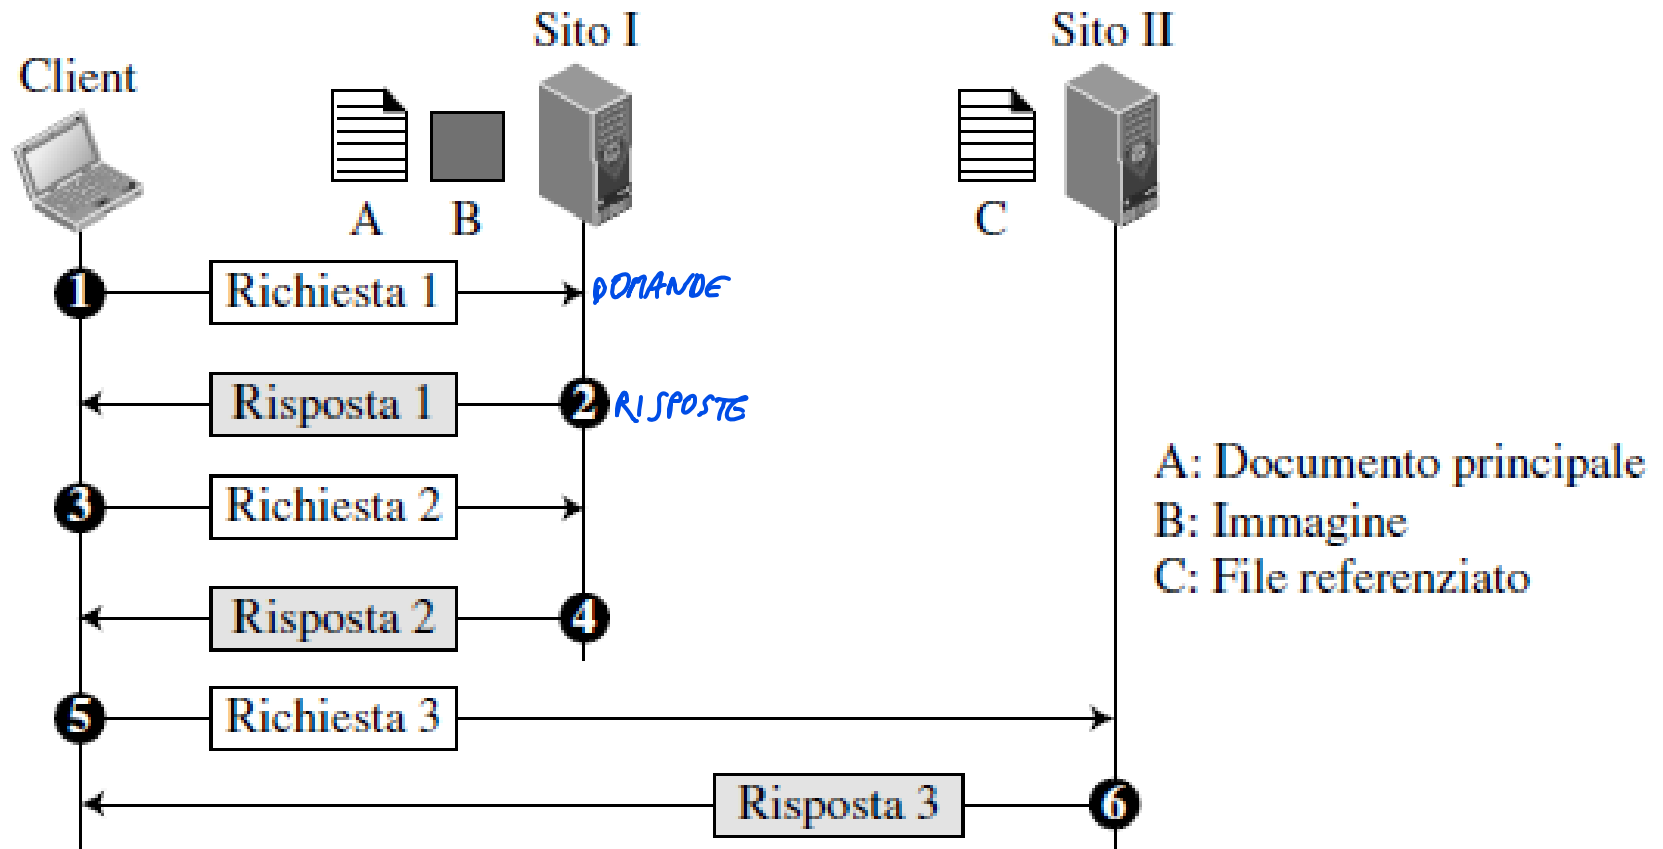 Sito I
Sito II
Client
A
B
C
1 Richiesta 1 DOMANDE
Risposta 1 2 RISPOSTE
3 Richiesta 2
A: Documento principale
B: Immagine
C: File referenziato
Risposta 2 4
5 Richiesta 3
Risposta 3 6